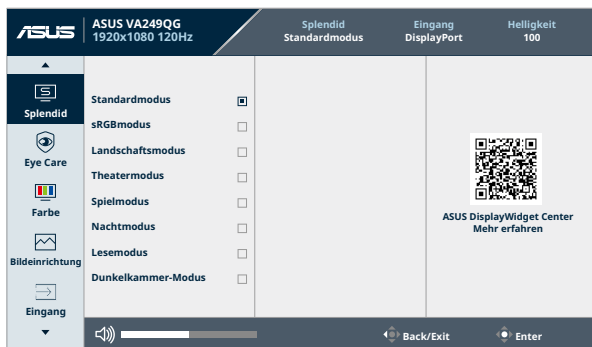 ASUS
ASUS VA249QG
1920x1080 120Hz
Splendid
Standardmodus
Eingang
DisplayPort
Helligkeit
100
Splendid
Eye Care
Farbe
Bildeinrichtung
Eingang
Standardmodus
sRGBmodus
Landschaftsmodus
Theatermodus
Spielmodus
Nachtmodus
Lesemodus
Dunkelkammer-Modus
ASUS DisplayWidget Center
Mehr erfahren
Back/Exit
Enter